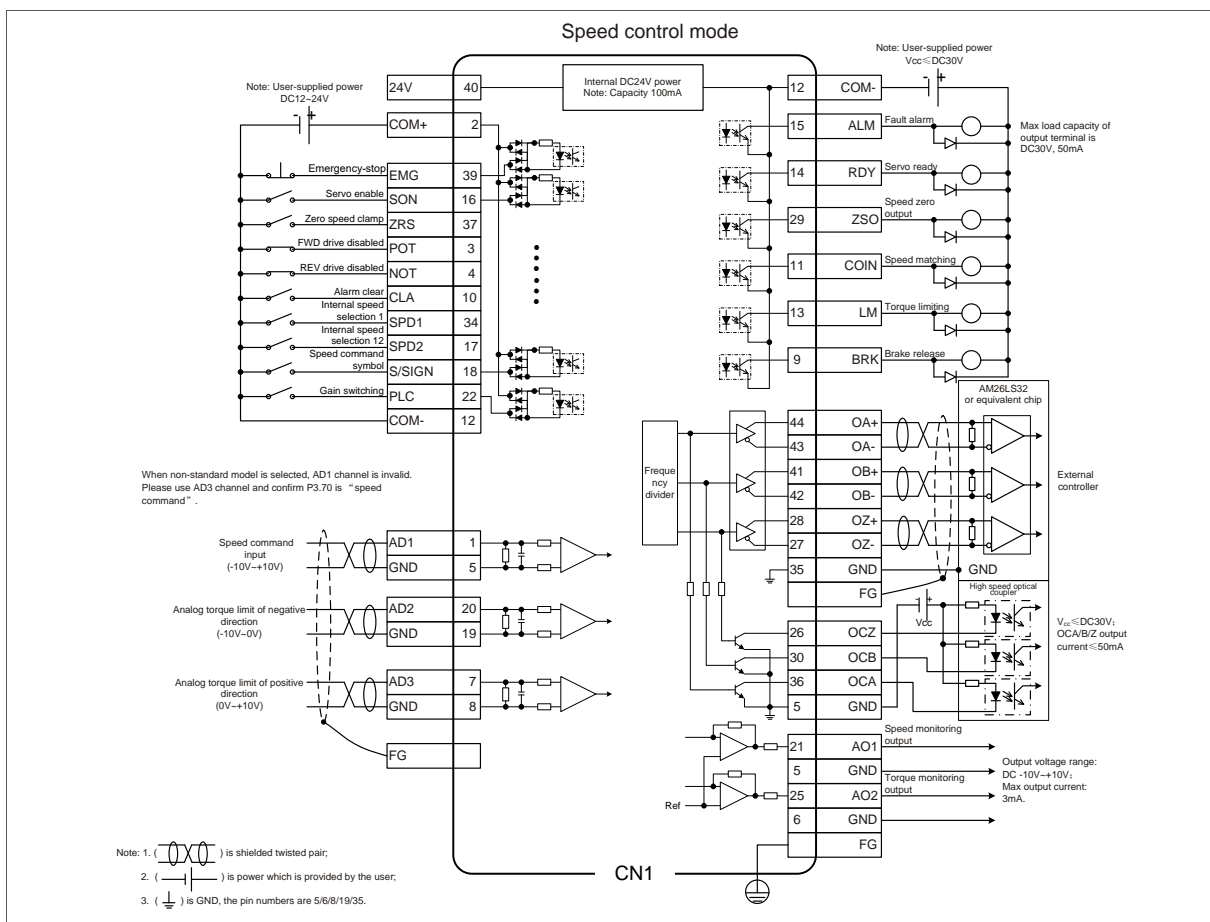 Speed control mode
Note: User-supplied power
DC12~24V
24V 40
COM+ 2
Internal DC24V power
Note: Capacity 100mA
Emergency-stop EMG 39
Servo enable SON 16
Zero speed clamp ZRS 37
FWD drive disabled POT 3
REV drive disabled NOT 4
Alarm clear CLA 10
Internal speed
selection 1 SPD1 34
Internal speed
selection 12 SPD2 17
Speed command
symbol S/SIGN 18
Gain switching PLC 22
COM- 12
When non-standard model is selected, AD1 channel is invalid.
Please use AD3 channel and confirm P3.70 is “speed
command”.
Speed command
input
(-10V~+10V)
AD1 1
GND 5
Analog torque limit of negative
direction
(-10V~0V)
AD2 20
GND 19
Analog torque limit of positive
direction
(0V~+10V)
AD3 7
GND 8
FG
Note: 1. ( ) is shielded twisted pair;
2. ( ) is power which is provided by the user;
3. ( ) is GND, the pin numbers are 5/6/8/19/35.
CN1
Note: User-supplied power
Vcc≤DC30V
12 COM-
15 ALM Fault alarm
14 RDY Servo ready
29 ZSO Speed zero
output
11 COIN Speed matching
13 LM Torque limiting
9 BRK Brake release
Max load capacity of
output terminal is
DC30V, 50mA
AM26LS32
or equivalent chip
Freque
ncy
divider
44 OA+
43 OA-
41 OB+
42 OB-
28 OZ+
27 OZ-
35 GND
GND
FG
External
controller
High speed optical
coupler
Vcc
26 OCZ
30 OCB
36 OCA
5 GND
Vcc≤DC30V;
OCA/B/Z output
current≤50mA
Ref
21 AO1 Speed monitoring
output
5 GND
25 AO2 Torque monitoring
output
6 GND
FG
Output voltage range:
DC -10V~+10V;
Max output current:
3mA.